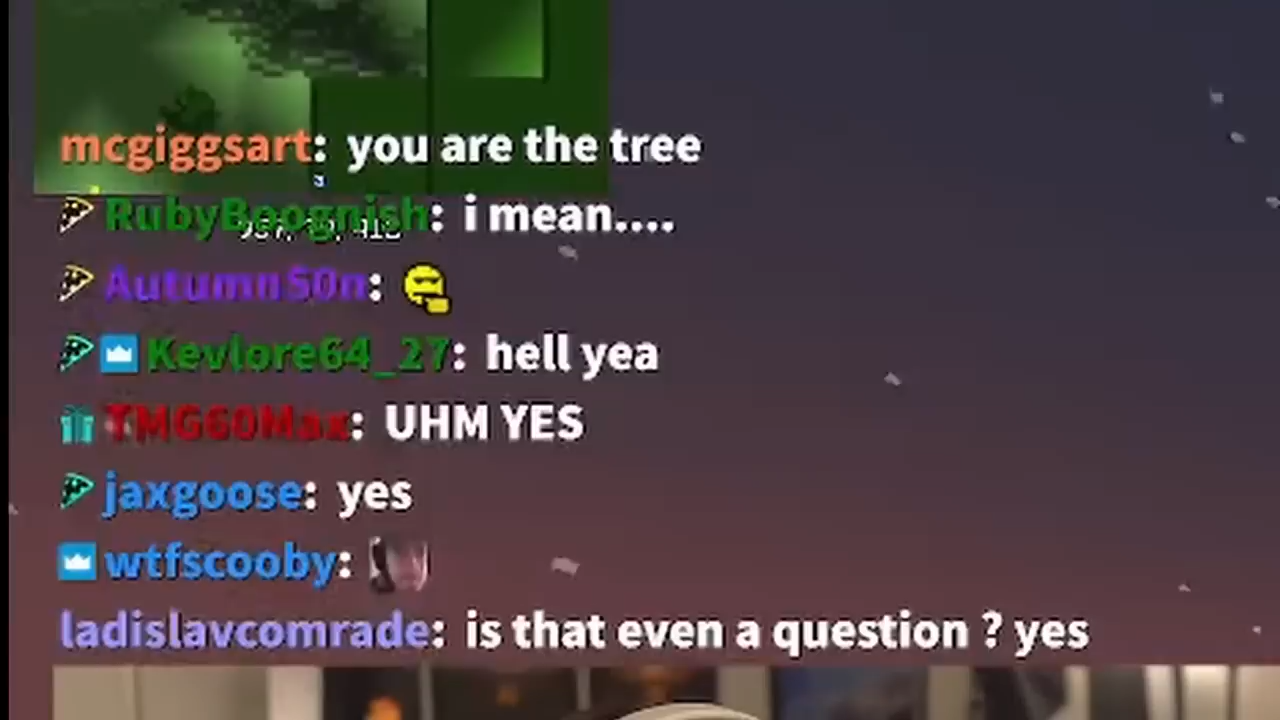 mcgiggsart: you are the tree
RubyBoognish: i mean....
Autumn50n:
Kevlore64_27: hell yea
TMG60Max: UHM YES
jaxgoose: yes
wtfscooby:
ladislavcomrade: is that even a question ? yes